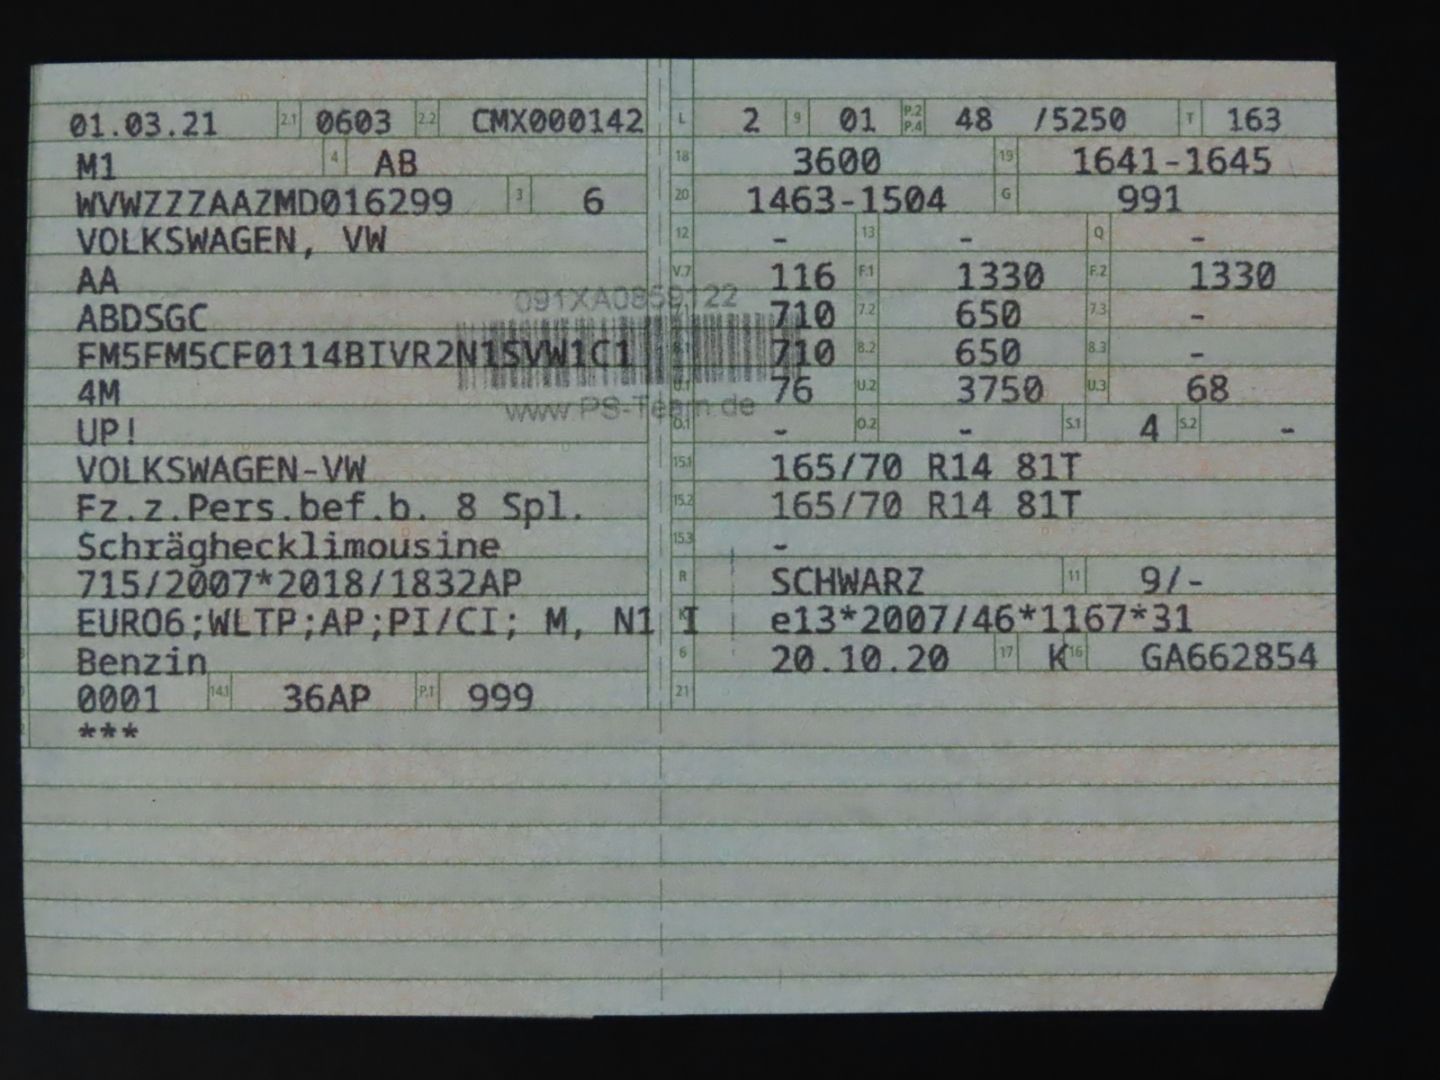 01.03.21 2.1 0603 2.2 CMX000142
M1 4 AB
WVWZZZAAZMD016299 3 6
VOLKSWAGEN, VW
AA
ABDSGC
FM5FM5CF0114BIVR2N1SVW1C1
4M
UP!
VOLKSWAGEN-VW
Fz.z.Pers.bef.b. 8 Spl.
Schräghecklimousine
715/2007*2018/1832AP
EURO6;WLTP;AP;PI/CI; M, N1 I
Benzin
0001 14.1 36AP P.1 999
***
091XA0859122
www.PS-Team.de
L 2 9 01 P.2 P.4 48 /5250 T 163
18 3600 19 1641-1645
20 1463-1504 G 991
12 - 13 - Q -
V.7 116 F.1 1330 F.2 1330
710 7.2 650 7.3 -
8.1 710 8.2 650 8.3 -
U.1 76 U.2 3750 U.3 68
O.1 - O.2 - S.1 4 S.2 -
15.1 165/70 R14 81T
15.2 165/70 R14 81T
15.3 -
R SCHWARZ 11 9/-
K e13*2007/46*1167*31
6 20.10.20 17 K 16 GA662854
21